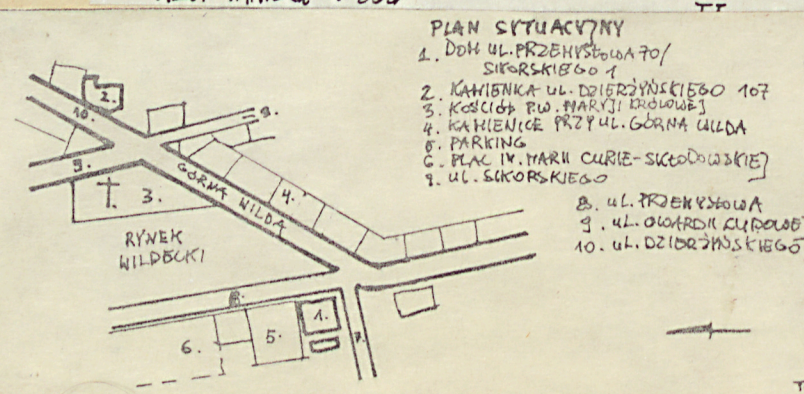 PLAN SYTUACYJNY
1. DOM UL. PRZEMYSŁOWA 70/
SIKORSKIEGO 1
2. KAMIENKA UL. DZIERŻYŃSKIEGO 107
3. KOŚCIÓŁ P.W. MARYJI KRÓLOWEJ
4. KAMIENICE PRZY UL. GÓRNA WILDA
5. PARKING
6. PLAC IM. MARII CURIE-SKŁODOWSKIEJ
7. UL. SIKORSKIEGO
8. UL. PRZEMYSŁOWA
9. UL. GWARDII LUDOWEJ
10. UL. DZIERŻYŃSKIEGO
2.
10.
9.
9.
3.
GÓRNA WILDA
4.
RYNEK
WILDECKI
8.
1.
5.
6.
7.